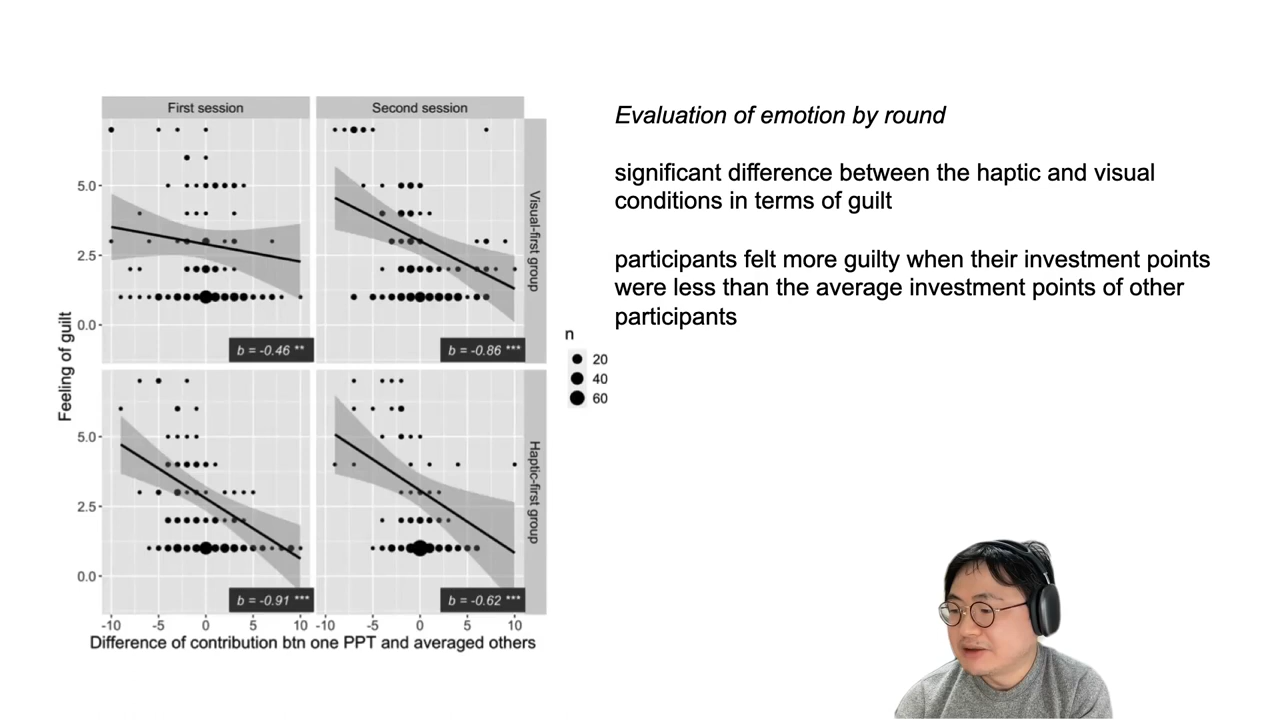 First session
Second session
Evaluation of emotion by round
significant difference between the haptic and visual
conditions in terms of guilt
participants felt more guilty when their investment points
were less than the average investment points of other
participants
Feeling of guilt
5.0
2.5
0.0
Visual-first group
b = -0.46 **
b = -0.86 ***
n
20
40
60
5.0
2.5
0.0
Haptic-first group
b = -0.91 ***
b = -0.62 ***
-10 -5 0 5 10 -10 -5 0 5 10
Difference of contribution btn one PPT and averaged others